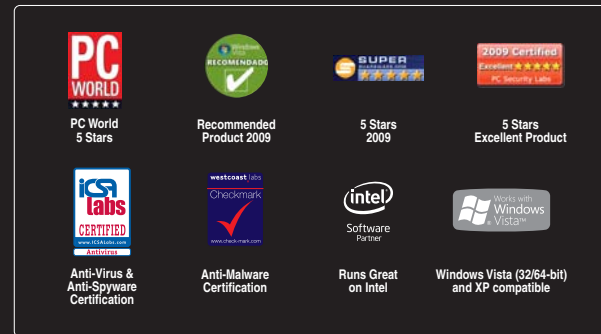 PC
WORLD
★★★★★
PC World
5 Stars
Windows
Vista
RECOMENDADO
Recommended
Product 2009
SUPER
★★★★★
5 Stars
2009
2009 Certified
Excellent ★★★★★
PC Security Labs
5 Stars
Excellent Product
ICSA
labs
CERTIFIED
www.ICSALabs.com
Antivirus
Anti-Virus &
Anti-Spyware
Certification
westcoast labs
Checkmark
www.check-mark.com
Anti-Malware
Certification
intel
Software
Partner
Runs Great
on Intel
Works with
Windows
Vista™
Windows Vista (32/64-bit)
and XP compatible